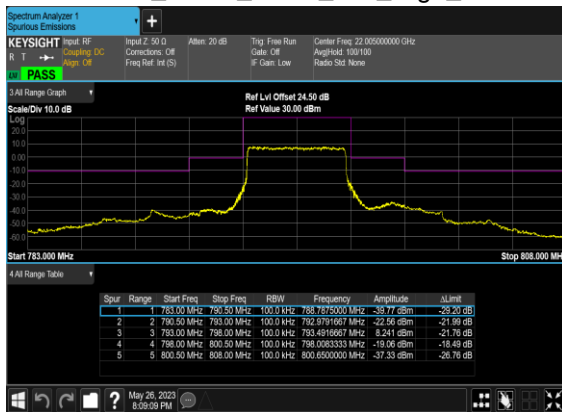 Spectrum Analyzer 1
Spurious Emissions
KEYSIGHT Input: RF Input Z: 50 Ω Atten: 20 dB Trig: Free Run Center Freq: 22.005000000 GHz
R T Coupling: DC Corrections: Off Gate: Off Avg|Hold: 100/100
Align: Off Freq Ref: Int (S) IF Gain: Low Radio Std: None
PASS
3 All Range Graph
Ref Lvl Offset 24.50 dB
Scale/Div 10.0 dB Ref Value 30.00 dBm
Log
20.0
10.0
0.00
-10.0
-20.0
-30.0
-40.0
-50.0
-60.0
Start 783.000 MHz Stop 808.000 MH
4 All Range Table
Spur Range Start Freq Stop Freq RBW Frequency Amplitude ΔLimit
1 1 783.00 MHz 790.50 MHz 100.0 kHz 788.7875000 MHz -39.77 dBm -29.20 dB
2 2 790.50 MHz 793.00 MHz 100.0 kHz 792.9791667 MHz -22.56 dBm -21.99 dB
3 3 793.00 MHz 798.00 MHz 100.0 kHz 793.4916667 MHz 8.241 dBm -21.76 dB
4 4 798.00 MHz 800.50 MHz 100.0 kHz 798.0083333 MHz -19.06 dBm -18.49 dB
5 5 800.50 MHz 808.00 MHz 100.0 kHz 800.6500000 MHz -37.33 dBm -26.76 dB
May 26, 2023
8:09:09 PM